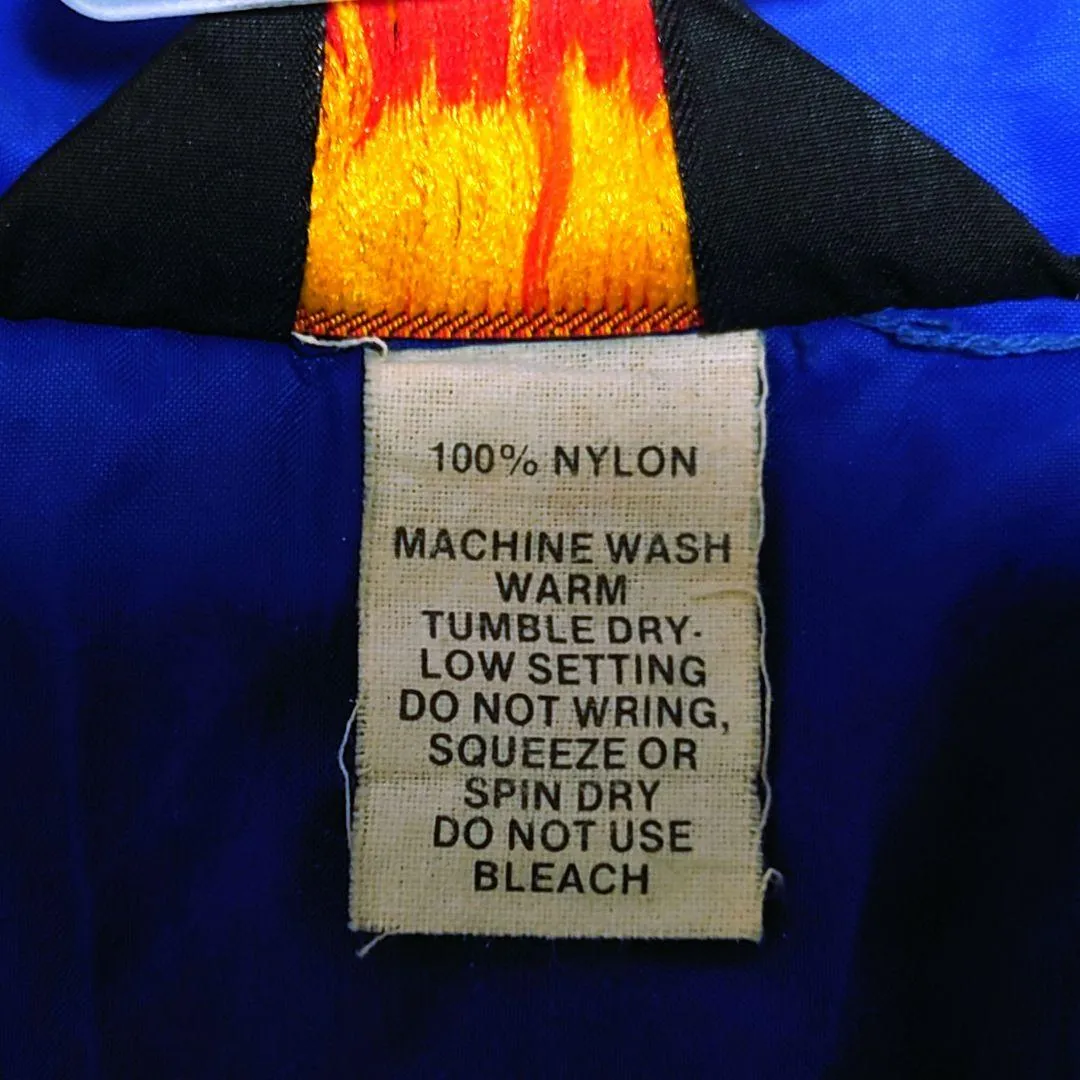 100% NYLON
MACHINE WASH
WARM
TUMBLE DRY-
LOW SETTING
DO NOT WRING,
SQUEEZE OR
SPIN DRY
DO NOT USE
BLEACH